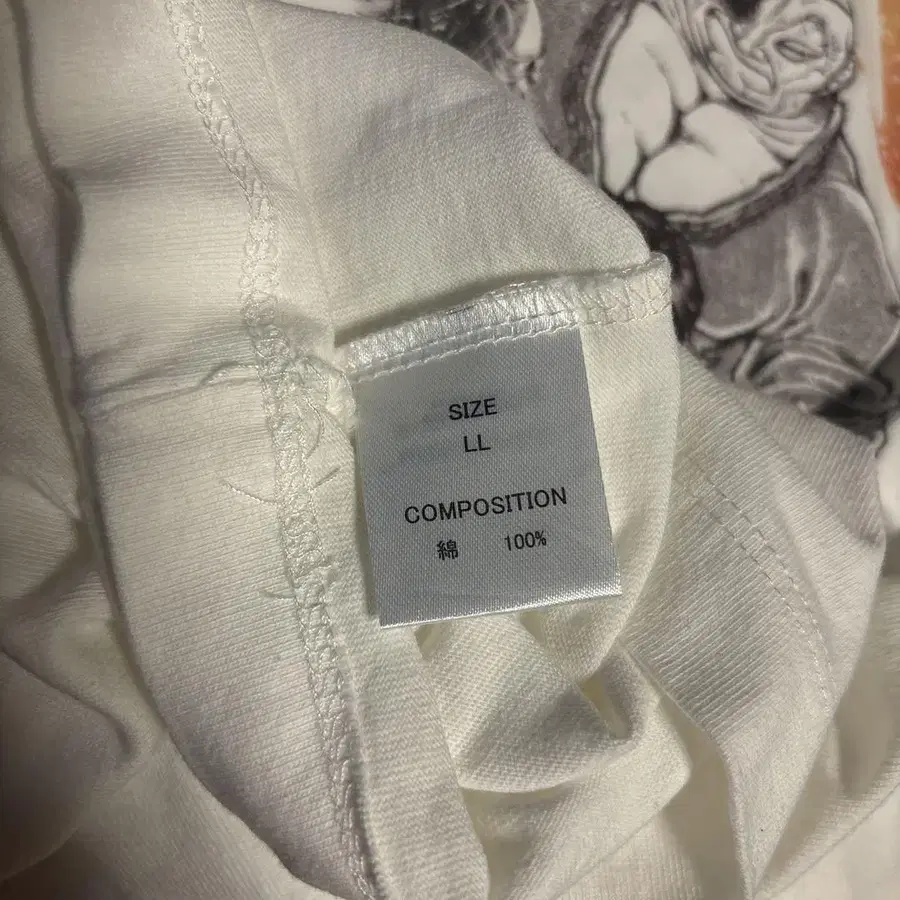 SIZE
LL
COMPOSITION
綿 100%